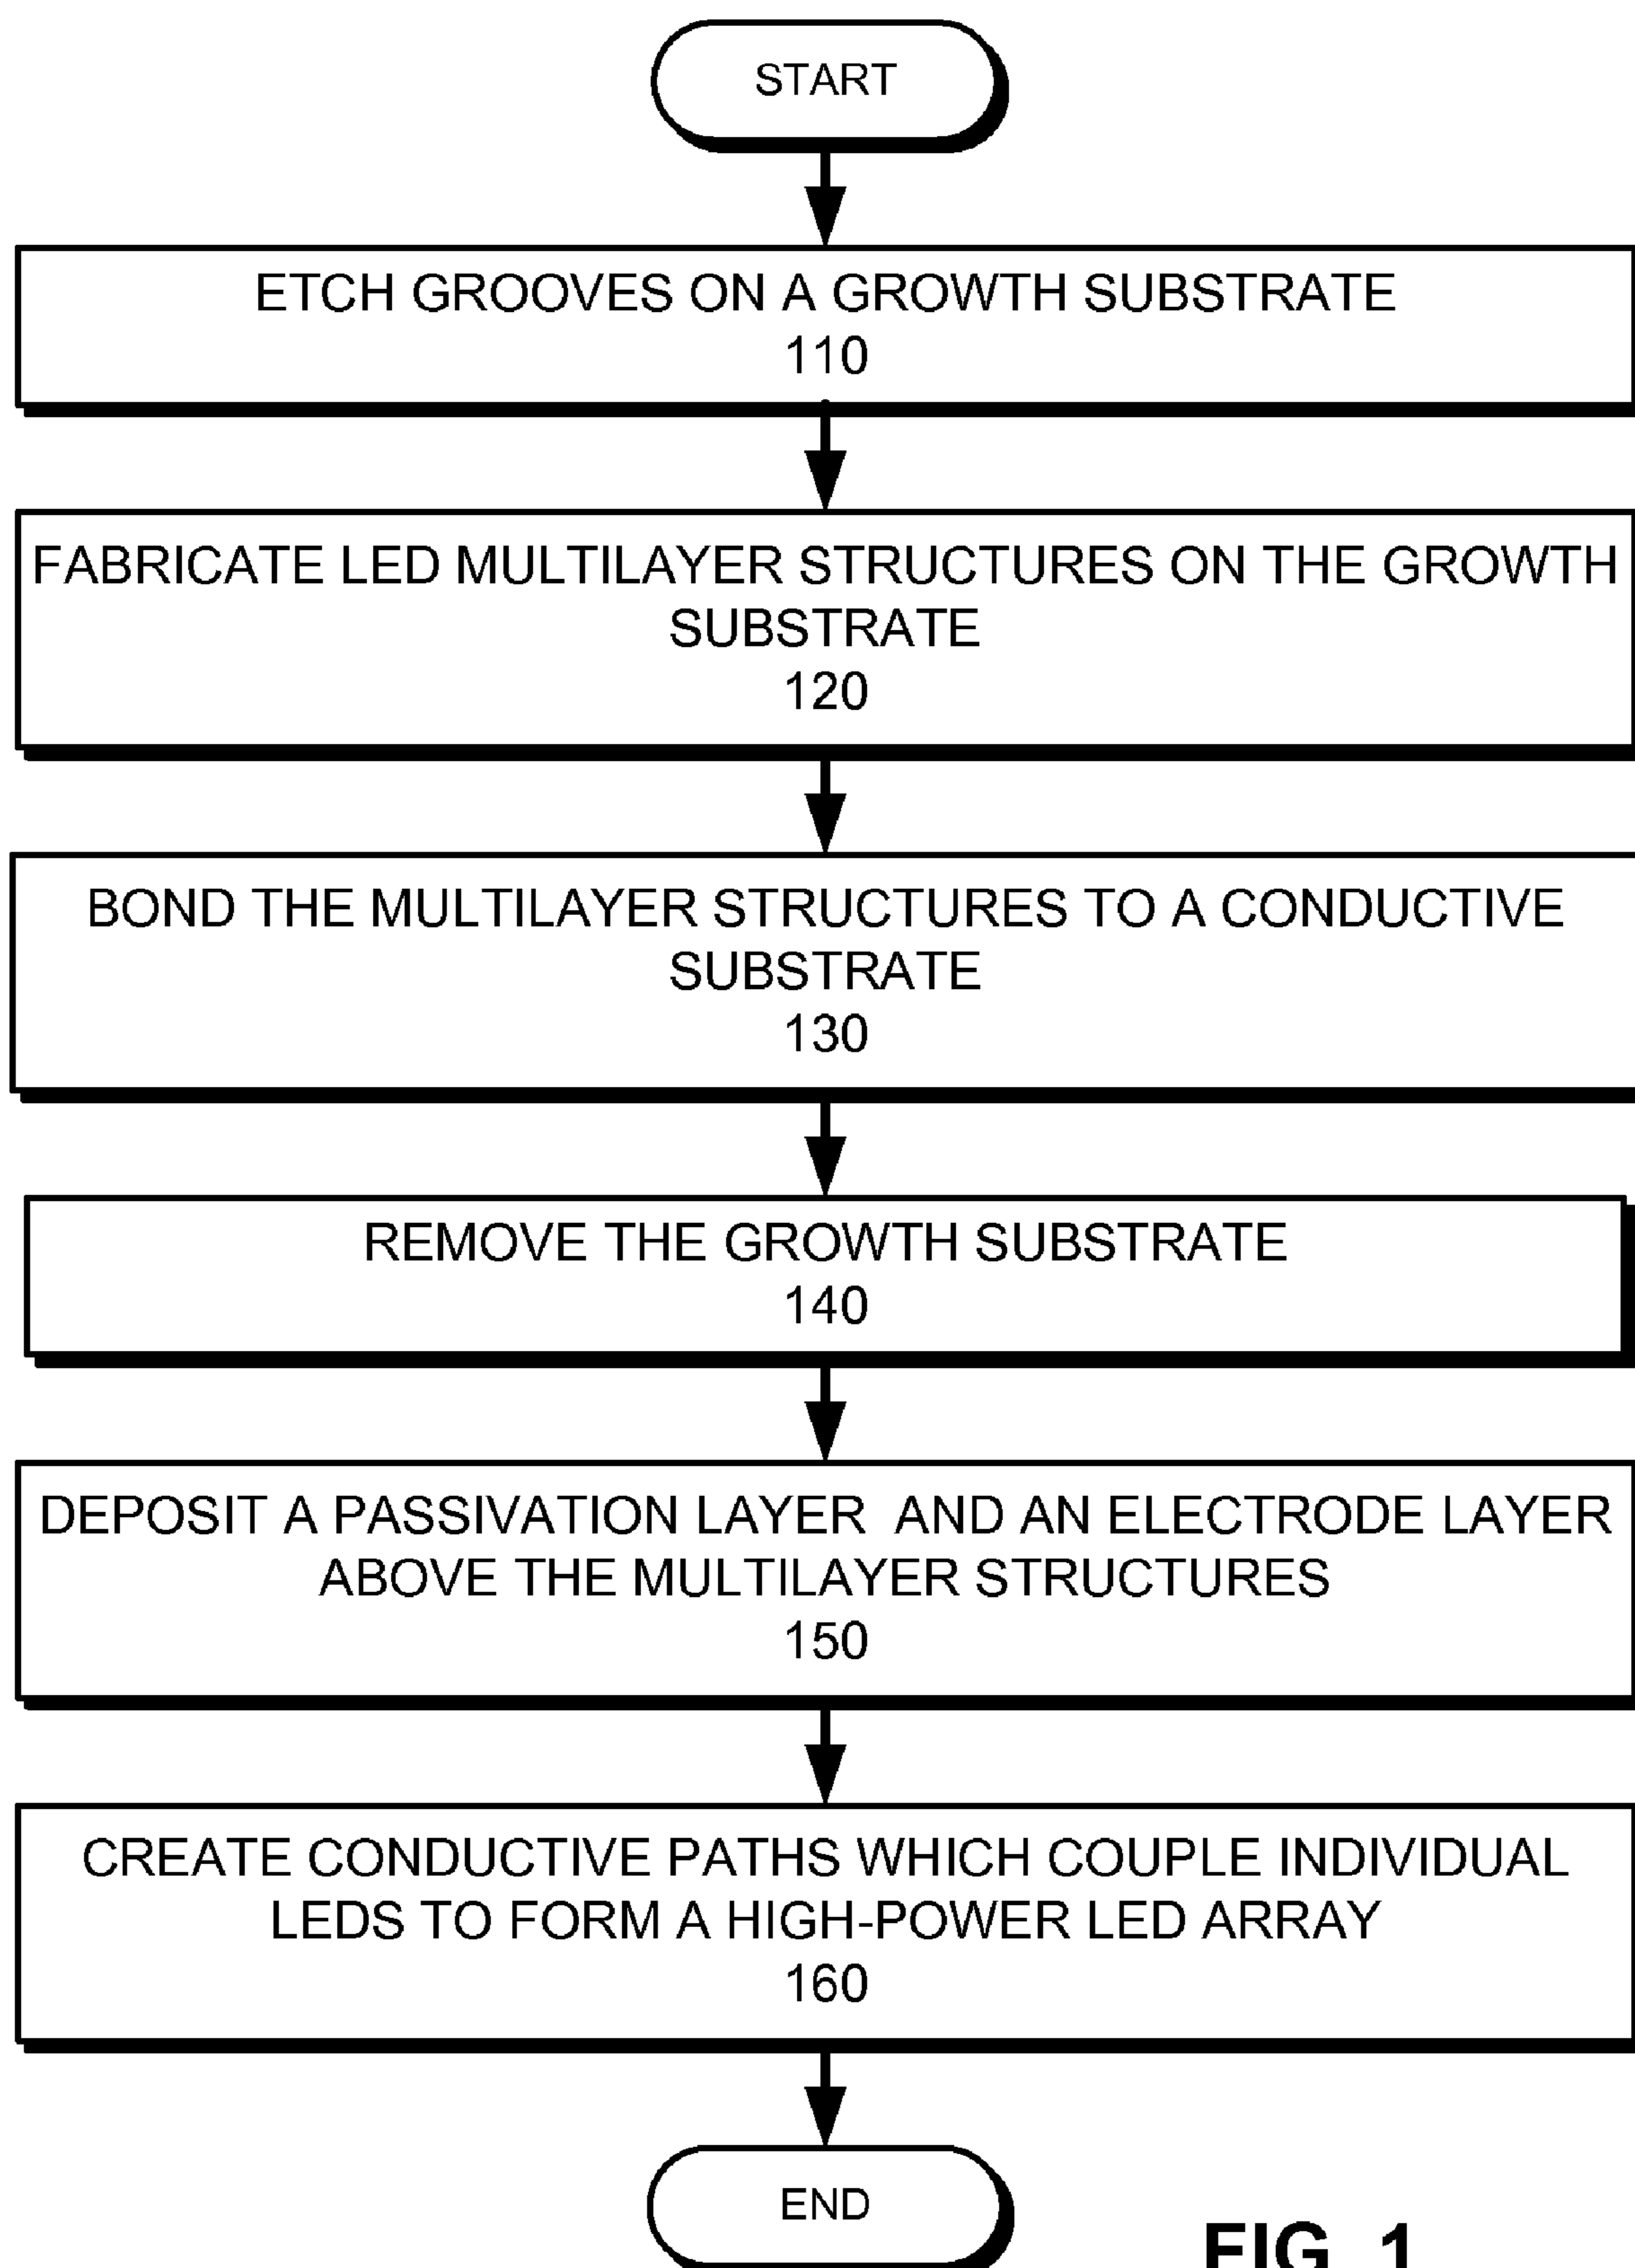 START
ETCH GROOVES ON A GROWTH SUBSTRATE
110
FABRICATE LED MULTILAYER STRUCTURES ON THE GROWTH
SUBSTRATE
120
BOND THE MULTILAYER STRUCTURES TO A CONDUCTIVE
SUBSTRATE
130
REMOVE THE GROWTH SUBSTRATE
140
DEPOSIT A PASSIVATION LAYER AND AN ELECTRODE LAYER
ABOVE THE MULTILAYER STRUCTURES
150
CREATE CONDUCTIVE PATHS WHICH COUPLE INDIVIDUAL
LEDS TO FORM A HIGH-POWER LED ARRAY
160
END
FIG. 1